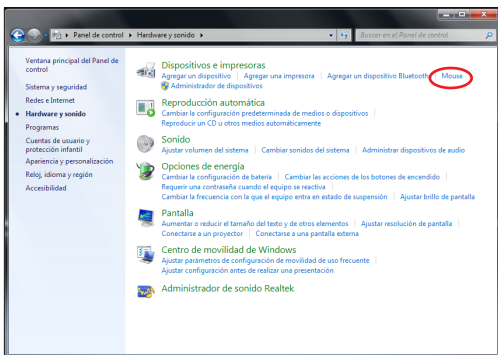 Panel de control ▸ Hardware y sonido ▸
Buscar en el Panel de control
Ventana principal del Panel de
control
Sistema y seguridad
Redes e Internet
Hardware y sonido
Programas
Cuentas de usuario y
protección infantil
Apariencia y personalización
Reloj, idioma y región
Accesibilidad
Dispositivos e impresoras
Agregar un dispositivo | Agregar una impresora | Agregar un dispositivo Bluetooth | Mouse
Administrador de dispositivos
Reproducción automática
Cambiar la configuración predeterminada de medios o dispositivos |
Reproducir un CD u otros medios automáticamente
Sonido
Ajustar volumen del sistema | Cambiar sonidos del sistema | Administrar dispositivos de audio
Opciones de energía
Cambiar la configuración de batería | Cambiar las acciones de los botones de encendido |
Requerir una contraseña cuando el equipo se reactiva |
Cambiar la frecuencia con la que el equipo entra en estado de suspensión | Ajustar brillo de pantalla
Pantalla
Aumentar o reducir el tamaño del texto y de otros elementos | Ajustar resolución de pantalla |
Conectarse a un proyector | Conectarse a una pantalla externa
Centro de movilidad de Windows
Ajustar parámetros de configuración de movilidad de uso frecuente |
Ajustar configuración antes de realizar una presentación
Administrador de sonido Realtek